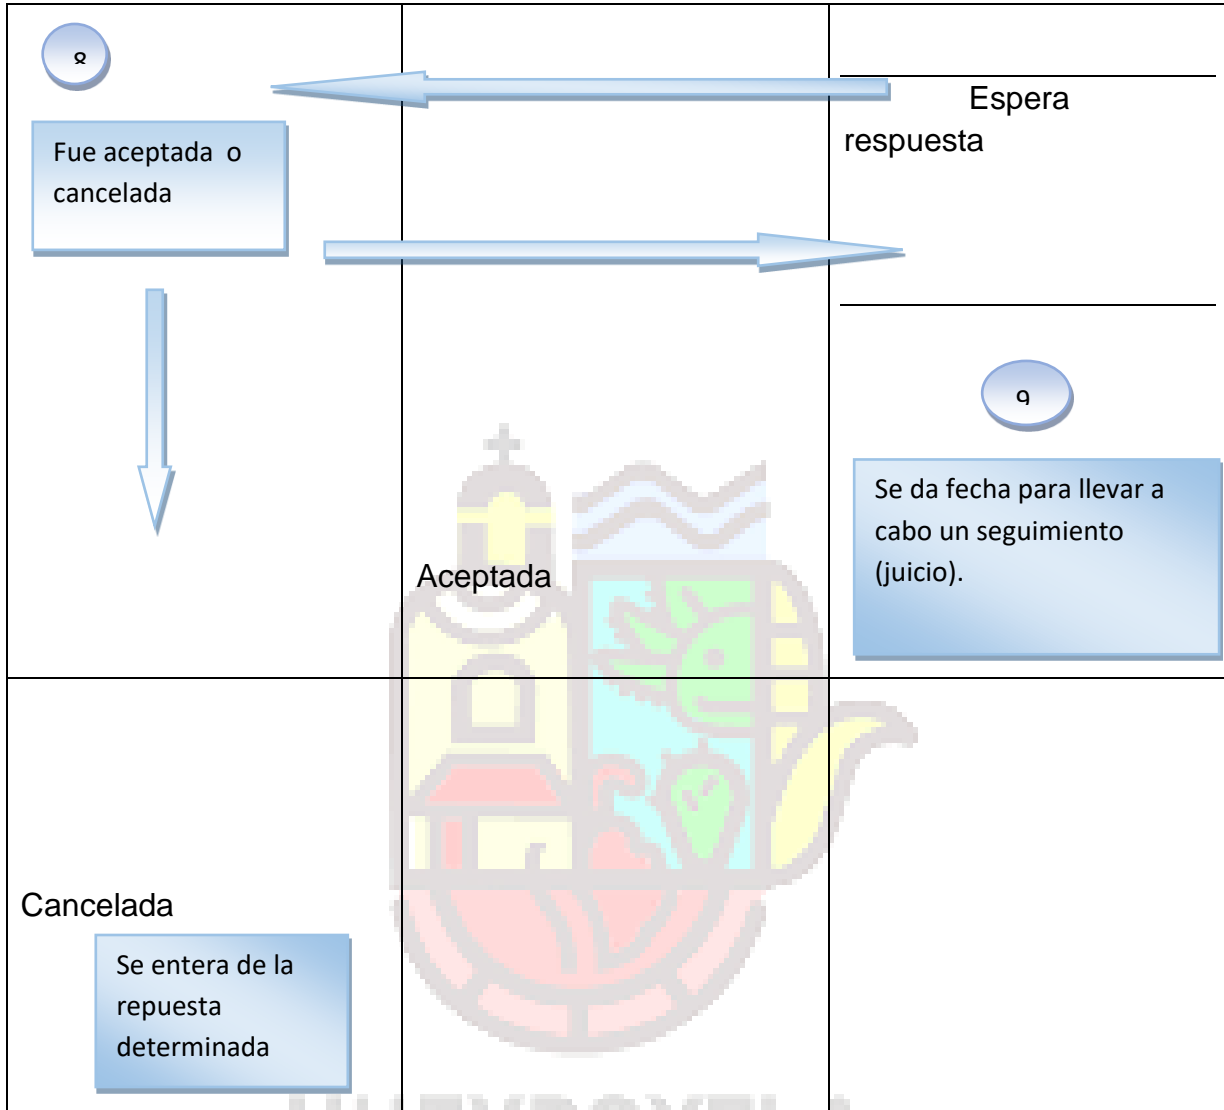 8
Espera
respuesta
Fue aceptada o
cancelada
9
Se da fecha para llevar a
cabo un seguimiento
(juicio).
Aceptada
Cancelada
Se entera de la
repuesta
determinada